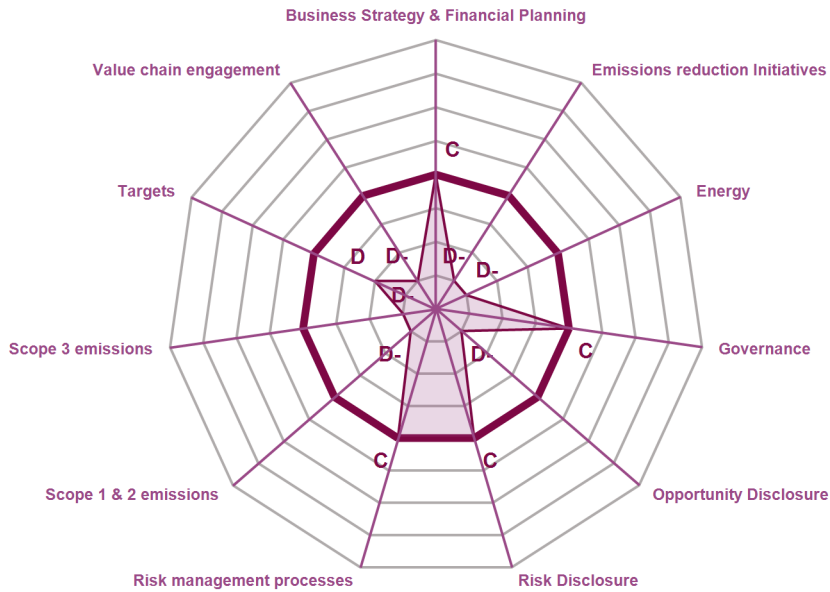 Business Strategy & Financial Planning
Value chain engagement
Emissions reduction Initiatives
C
Targets
Energy
D
D-
D-
D-
D-
Scope 3 emissions
Governance
D-
D-
C
C
C
Scope 1 & 2 emissions
Opportunity Disclosure
Risk management processes
Risk Disclosure